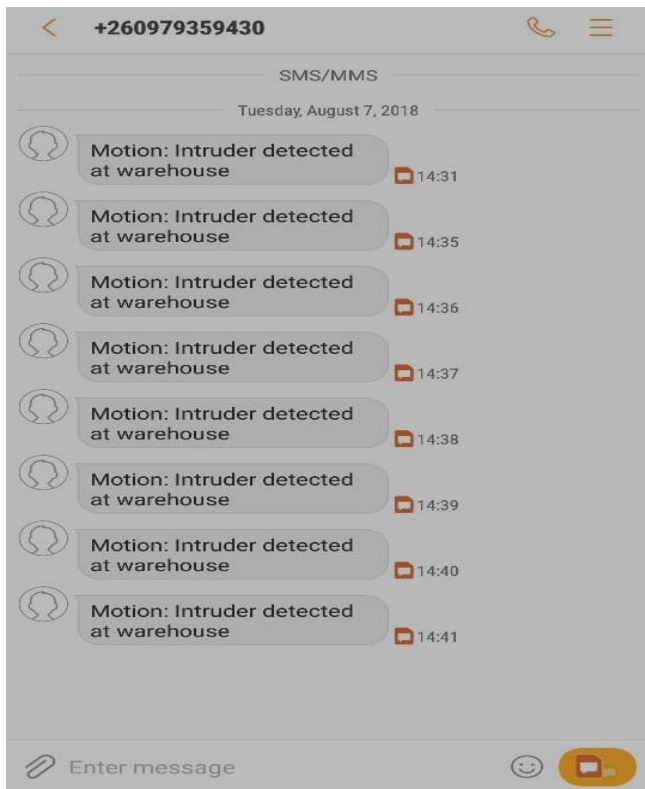 +260979359430
SMS/MMS
Tuesday, August 7, 2018
Motion: Intruder detected
at warehouse
14:31
Motion: Intruder detected
at warehouse
14:35
Motion: Intruder detected
at warehouse
14:36
Motion: Intruder detected
at warehouse
14:37
Motion: Intruder detected
at warehouse
14:38
Motion: Intruder detected
at warehouse
14:39
Motion: Intruder detected
at warehouse
14:40
Motion: Intruder detected
at warehouse
14:41
Enter message